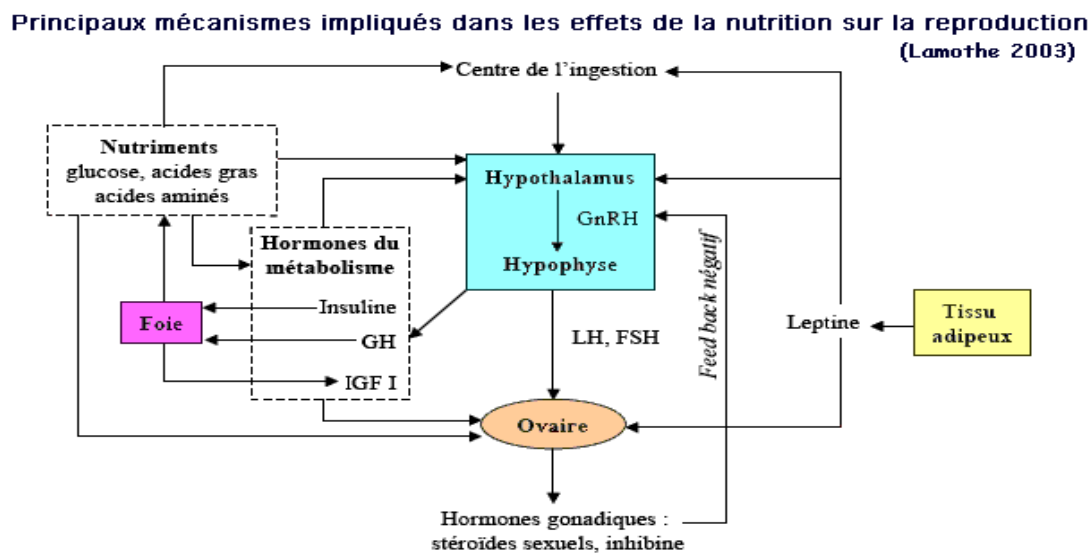 Principaux mécanismes impliqués dans les effets de la nutrition sur la reproduction
(Lamothe 2003)
Centre de l'ingestion
Nutriments
glucose, acides gras
acides aminés
Hypothalamus
GnRH
Hypophyse
Hormones du
métabolisme
Insuline
GH
IGF I
Foie
LH, FSH
Feed back négatif
Leptine
Tissu
adipeux
Ovaire
Hormones gonadiques :
stéroïdes sexuels, inhibine